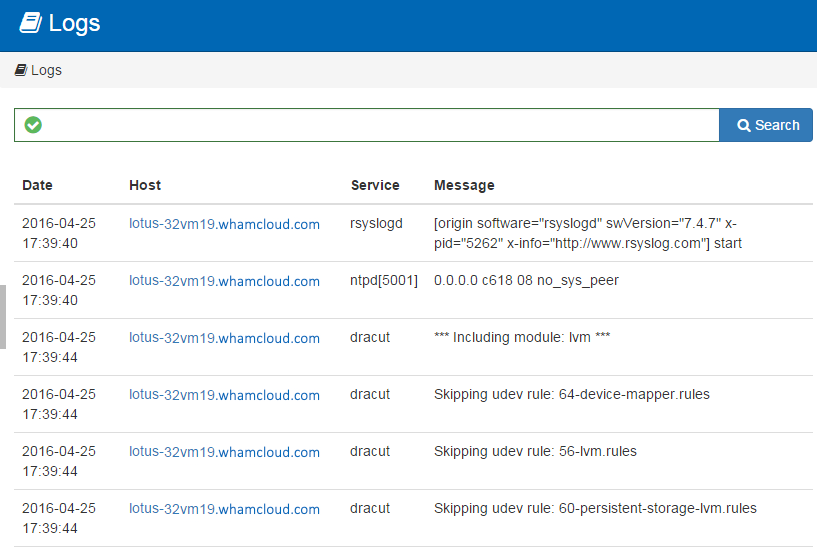 Logs
Logs
Search
Date Host Service Message
2016-04-25 lotus-32vm19.whamcloud.com rsyslogd [origin software="rsyslogd" swVersion="7.4.7" x-
17:39:40 pid="5262" x-info="http://www.rsyslog.com"] start
2016-04-25 lotus-32vm19.whamcloud.com ntpd[5001] 0.0.0.0 c618 08 no_sys_peer
17:39:40
2016-04-25 lotus-32vm19.whamcloud.com dracut *** Including module: lvm ***
17:39:44
2016-04-25 lotus-32vm19.whamcloud.com dracut Skipping udev rule: 64-device-mapper.rules
17:39:44
2016-04-25 lotus-32vm19.whamcloud.com dracut Skipping udev rule: 56-lvm.rules
17:39:44
2016-04-25 lotus-32vm19.whamcloud.com dracut Skipping udev rule: 60-persistent-storage-lvm.rules
17:39:44